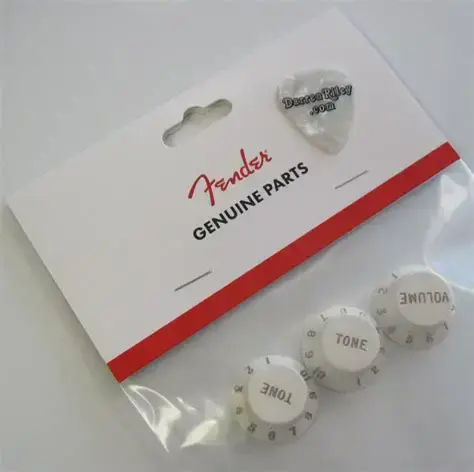 DarrenRiley
.com
Fender
GENUINE PARTS
VOLUME
TONE
TONE